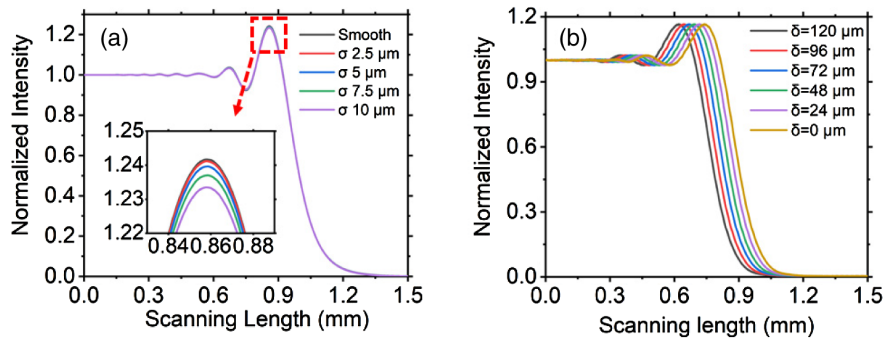 (a)
Normalized Intensity
1.2
1.0
0.8
0.6
0.4
0.2
0.0
Smooth
σ 2.5 μm
σ 5 μm
σ 7.5 μm
σ 10 μm
1.25
1.24
1.23
1.22
0.84 0.86 0.88
0.0 0.3 0.6 0.9 1.2 1.5
Scanning Length (mm)
(b)
Normalized Intensity
1.2
0.9
0.6
0.3
0.0
δ=120 μm
δ=96 μm
δ=72 μm
δ=48 μm
δ=24 μm
δ=0 μm
0.0 0.3 0.6 0.9 1.2 1.5
Scanning length (mm)